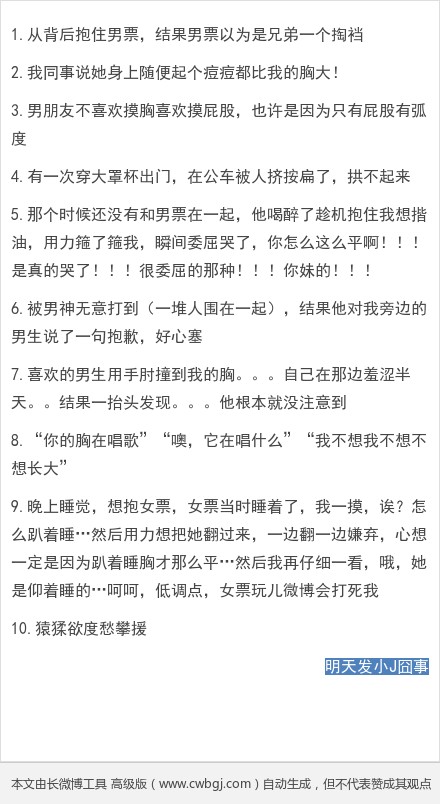 1.从背后抱住男票，结果男票以为是兄弟一个掏裆
2.我同事说她身上随便起个痘痘都比我的胸大！
3.男朋友不喜欢摸胸喜欢摸屁股，也许是因为只有屁股有弧
度
4.有一次穿大罩杯出门，在公车被人挤按扁了，拱不起来
5.那个时候还没有和男票在一起，他喝醉了趁机抱住我想揩
油，用力箍了箍我，瞬间委屈哭了，你怎么这么平啊！！！
是真的哭了！！！很委屈的那种！！！你妹的！！！
6.被男神无意打到（一堆人围在一起），结果他对我旁边的
男生说了一句抱歉，好心塞
7.喜欢的男生用手肘撞到我的胸。。。自己在那边羞涩半
天。。结果一抬头发现。。。他根本就没注意到
8.“你的胸在唱歌”“噢，它在唱什么”“我不想我不想不
想长大”
9.晚上睡觉，想抱女票，女票当时睡着了，我一摸，诶？怎
么趴着睡…然后用力想把她翻过来，一边翻一边嫌弃，心想
一定是因为趴着睡胸才那么平…然后我再仔细一看，哦，她
是仰着睡的…呵呵，低调点，女票玩儿微博会打死我
10.猿猱欲度愁攀援
明天发小J囧事
本文由长微博工具 高级版（www.cwbgj.com）自动生成，但不代表赞成其观点